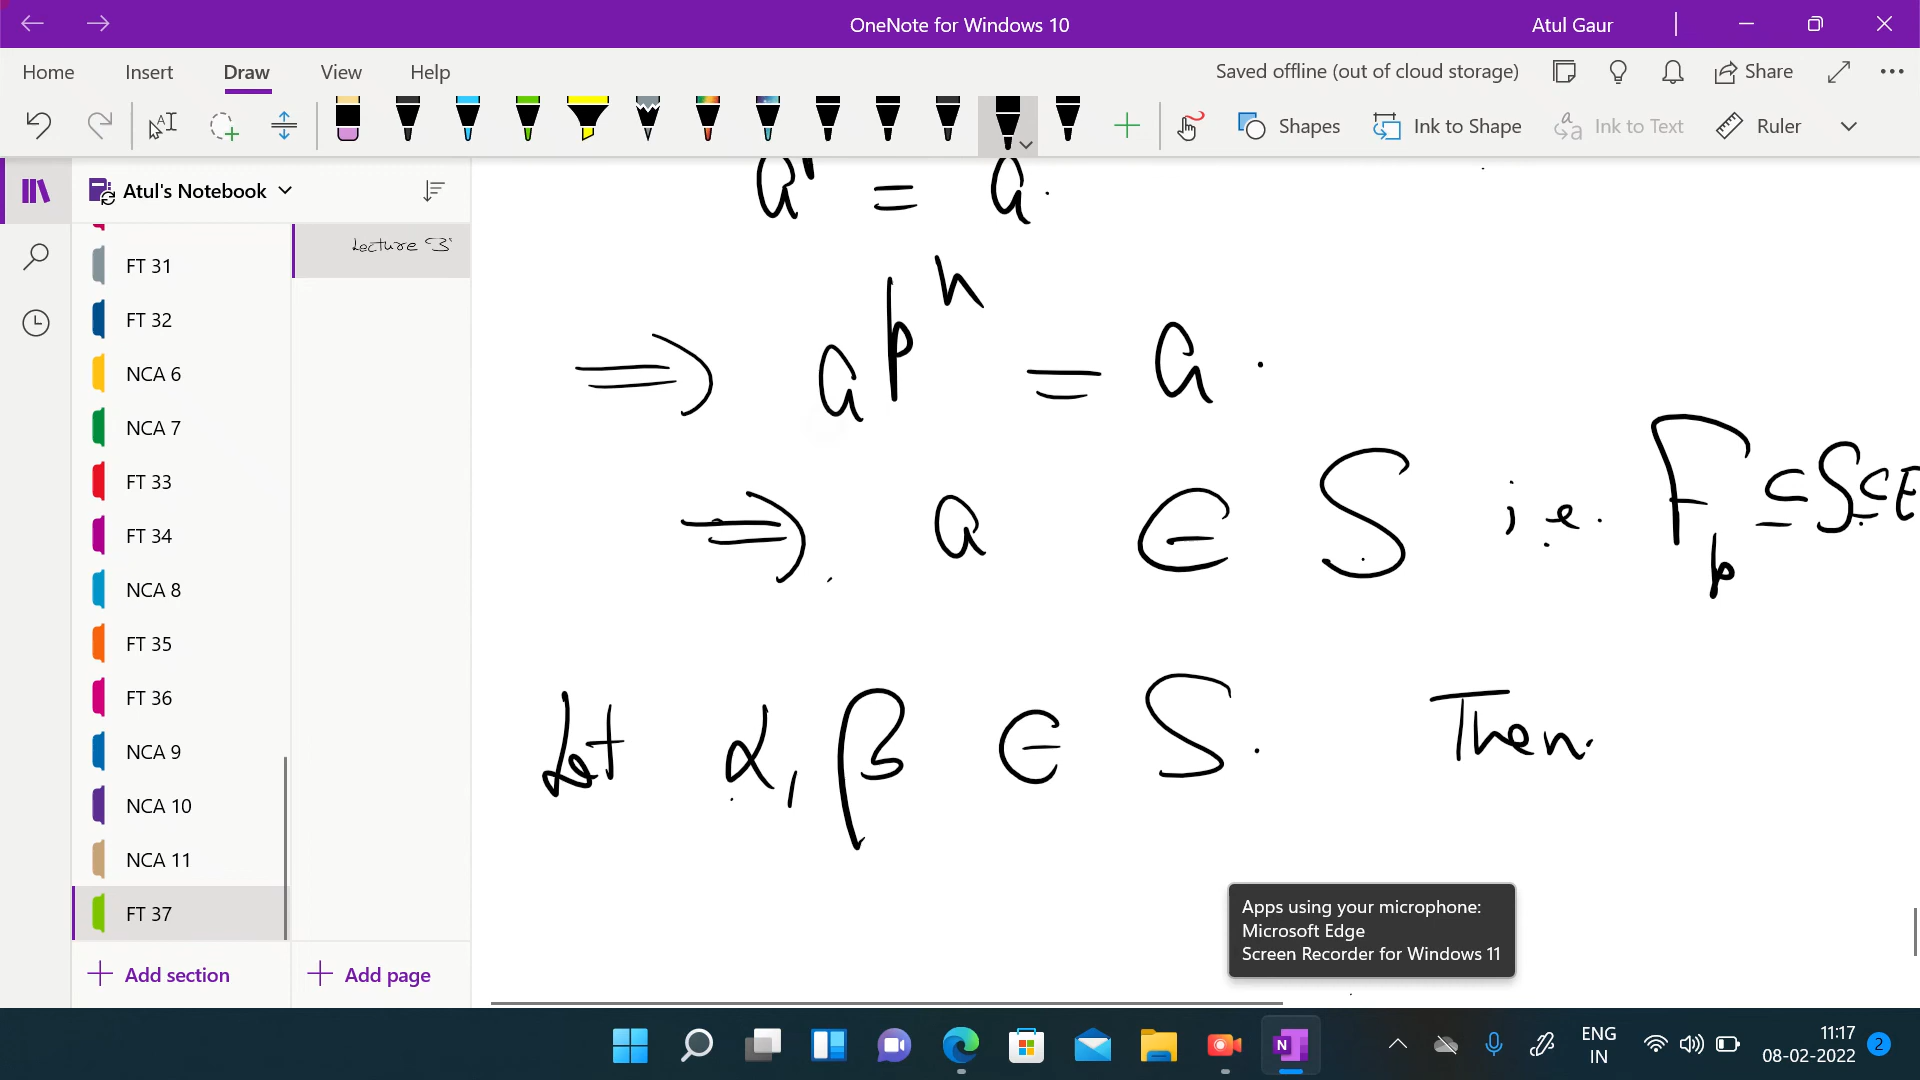 OneNote for Windows 10
Atul Gaur
Home Insert Draw View Help
Saved offline (out of cloud storage)
Share
Shapes
Ink to Shape
Ink to Text
Ruler
Atul's Notebook
FT 31
FT 32
NCA 6
NCA 7
FT 33
FT 34
NCA 8
FT 35
FT 36
NCA 9
NCA 10
NCA 11
FT 37
Add section
Lecture 3
Add page
= a.
⟹ a^{p^n} = a.
⟹ a ∈ S i.e. F_p ⊆ S ⊆ E
Let α, β ∈ S. Then
Apps using your microphone:
Microsoft Edge
Screen Recorder for Windows 11
ENG
IN
11:17
08-02-2022
2